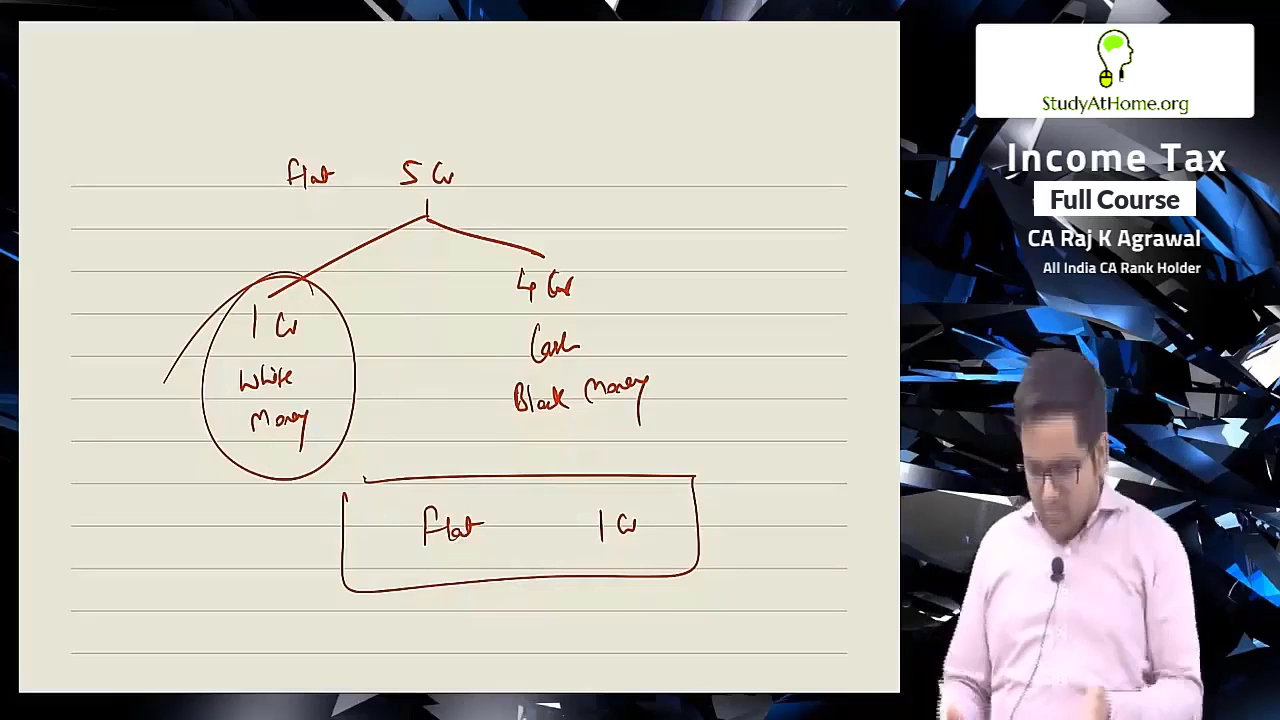 Flat 5 Cr
1 Cr
White
Money
4 Cr
Cash
Black Money
Flat 1 Cr
StudyAtHome.org
Income Tax
Full Course
CA Raj K Agrawal
All India CA Rank Holder